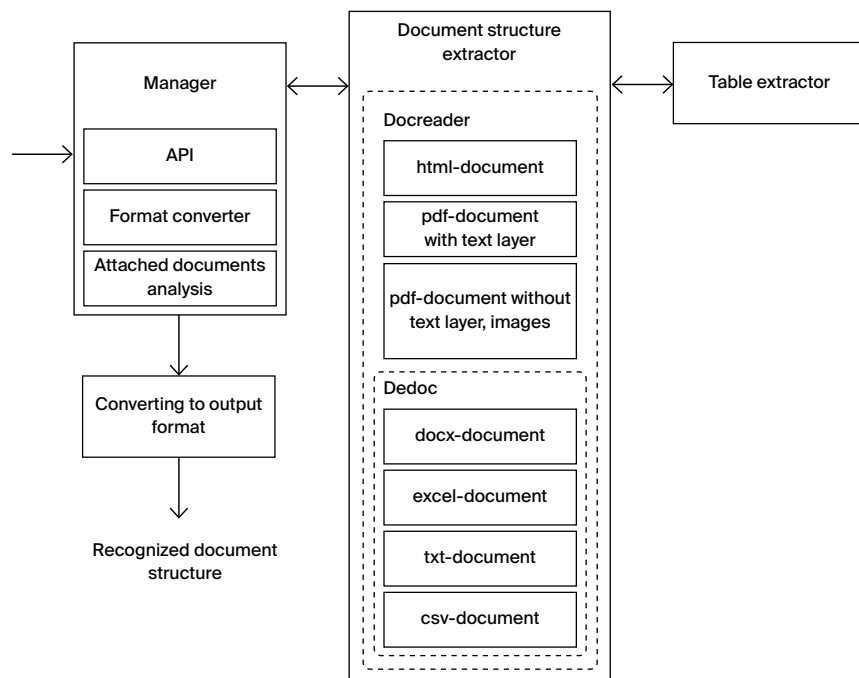 Manager
API
Format converter
Attached documents
analysis
Converting to output
format
Recognized document
structure
Document structure
extractor
Docreader
html-document
pdf-document
with text layer
pdf-document without
text layer, images
Dedoc
docx-document
excel-document
txt-document
csv-document
Table extractor